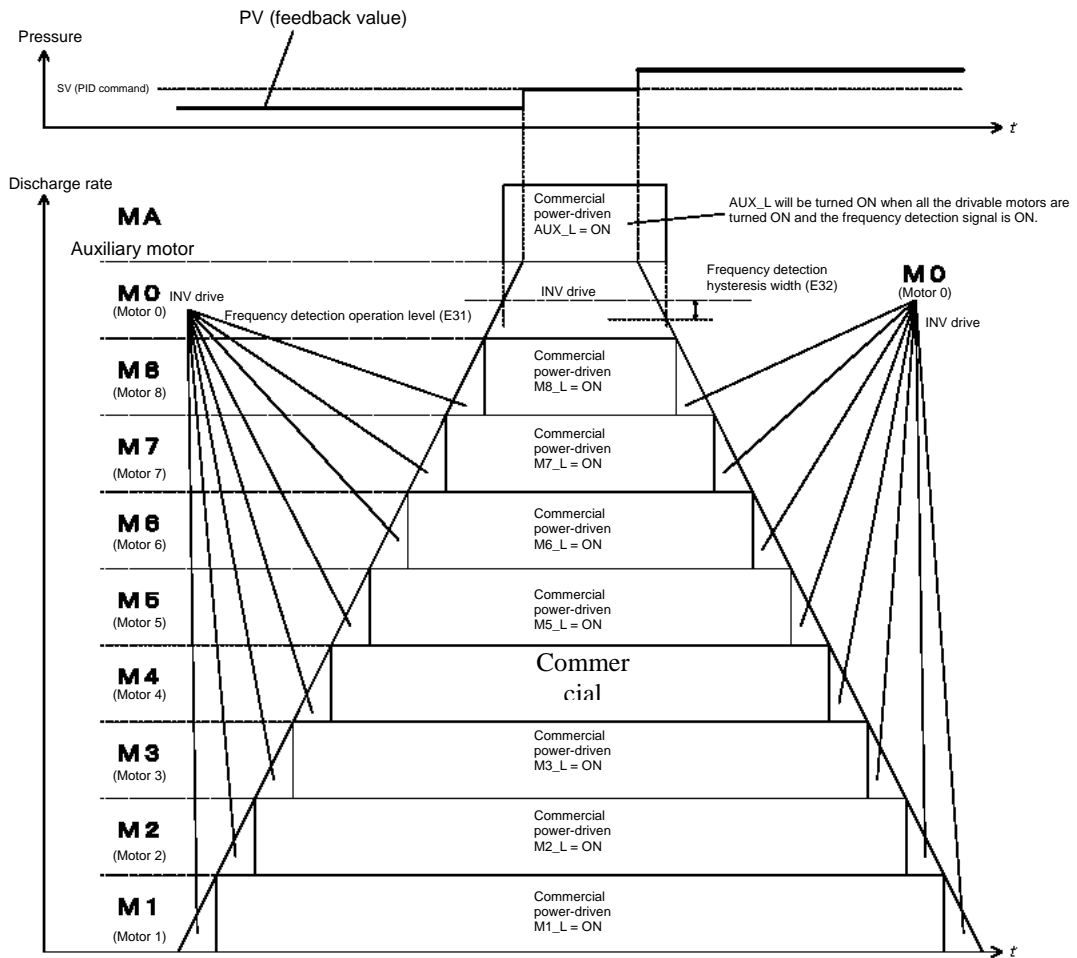 PV (feedback value)
Pressure
SV (PID command)
t
Discharge rate
MA
Auxiliary motor
Commercial
power-driven
AUX_L = ON
AUX_L will be turned ON when all the drivable motors are
turned ON and the frequency detection signal is ON.
M0
(Motor 0)
INV drive
Frequency detection operation level (E31)
INV drive
Frequency detection
hysteresis width (E32)
M0
(Motor 0)
INV drive
M8
(Motor 8)
Commercial
power-driven
M8_L = ON
M7
(Motor 7)
Commercial
power-driven
M7_L = ON
M6
(Motor 6)
Commercial
power-driven
M6_L = ON
M5
(Motor 5)
Commercial
power-driven
M5_L = ON
M4
(Motor 4)
Commer
cial
M3
(Motor 3)
Commercial
power-driven
M3_L = ON
M2
(Motor 2)
Commercial
power-driven
M2_L = ON
M1
(Motor 1)
Commercial
power-driven
M1_L = ON
t